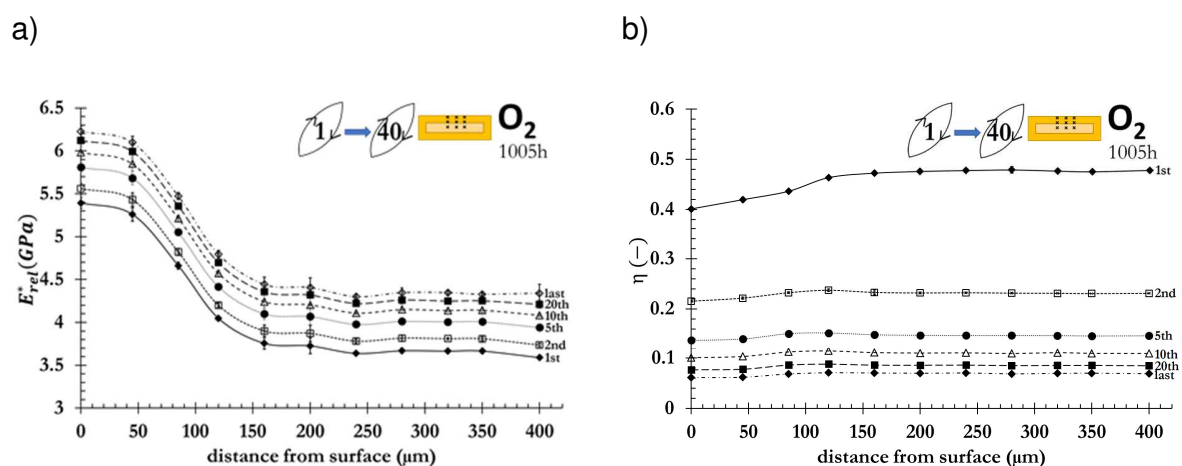 a)
b)
6.5
6
5.5
5
4.5
4
3.5
3
E*rel(GPa)
1
40
O2
1005h
last
20th
10th
5th
2nd
1st
0 50 100 150 200 250 300 350 400
distance from surface (μm)
0.6
0.5
0.4
0.3
0.2
0.1
0
η (−)
1
40
O2
1005h
1st
2nd
5th
10th
20th
last
0 50 100 150 200 250 300 350 400
distance from surface (μm)